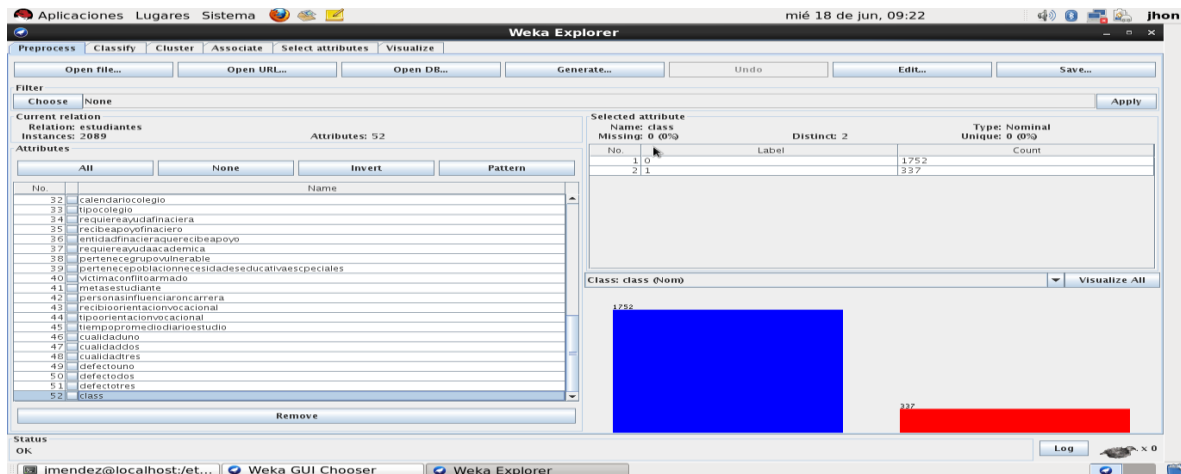 Aplicaciones Lugares Sistema mié 18 de jun, 09:22 jhon
Weka Explorer
Preprocess Classify Cluster Associate Select attributes Visualize
Open file... Open URL... Open DB... Generate... Undo Edit... Save...
Filter
Choose None Apply
Current relation
Relation: estudiantes
Instances: 2089 Attributes: 52
Attributes
All None Invert Pattern
No. Name
32 calendariocolegio
33 tipocolegio
34 requiereayudafinaciera
35 recibeapoyofinaciero
36 entidadfinacieraquerecibeapoyo
37 requiereayudaacademica
38 pertenecegrupovulnerable
39 pertenecepoblacionnecesidadeseducativaescpeciales
40 victimaconflitoarmado
41 metasestudiante
42 personasinfluenciaroncarrera
43 recibioorientacionvocacional
44 tipoorientacionvocacional
45 tiempopromediodiarioestudio
46 cualidaduno
47 cualidaddos
48 cualidadtres
49 defectouno
50 defectodos
51 defectotres
52 class
Remove
Selected attribute
Name: class Type: Nominal
Missing: 0 (0%) Distinct: 2 Unique: 0 (0%)
No. Label Count
1 0 1752
2 1 337
Class: class (Nom) Visualize All
1752
337
Status
OK Log x 0
jmendez@localhost:/et... Weka GUI Chooser Weka Explorer